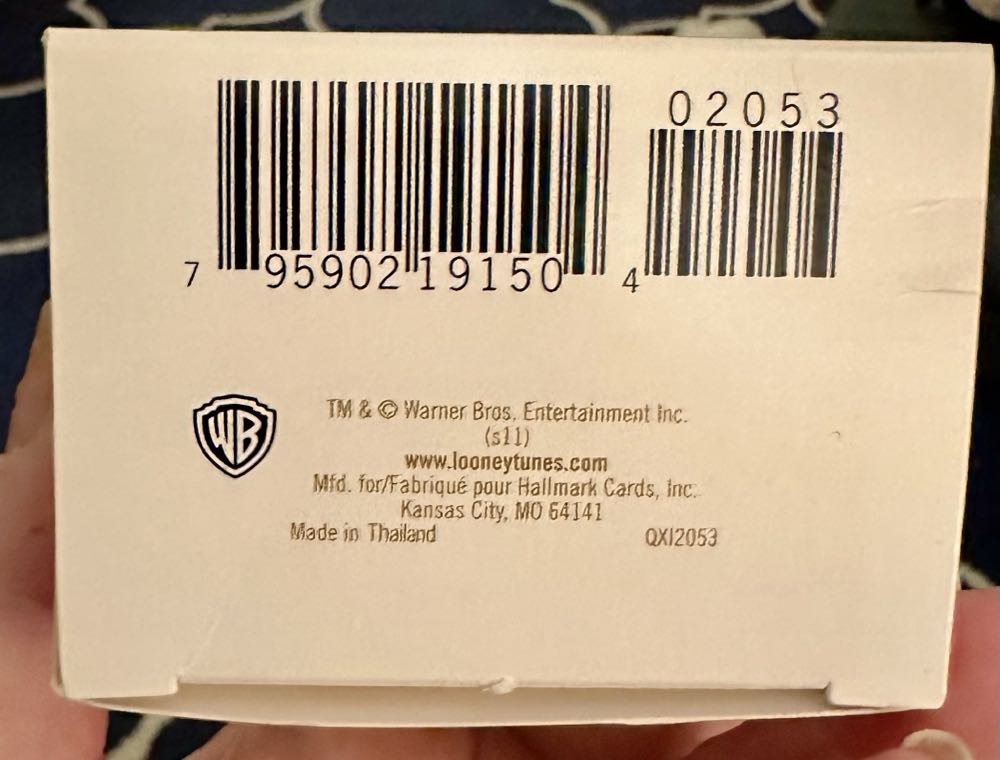 02053
7 95902 19150 4
WB
TM & © Warner Bros. Entertainment Inc.
(s11)
www.looneytunes.com
Mfd. for/Fabriqué pour Hallmark Cards, Inc.
Kansas City, MO 64141
Made in Thailand QXI2053